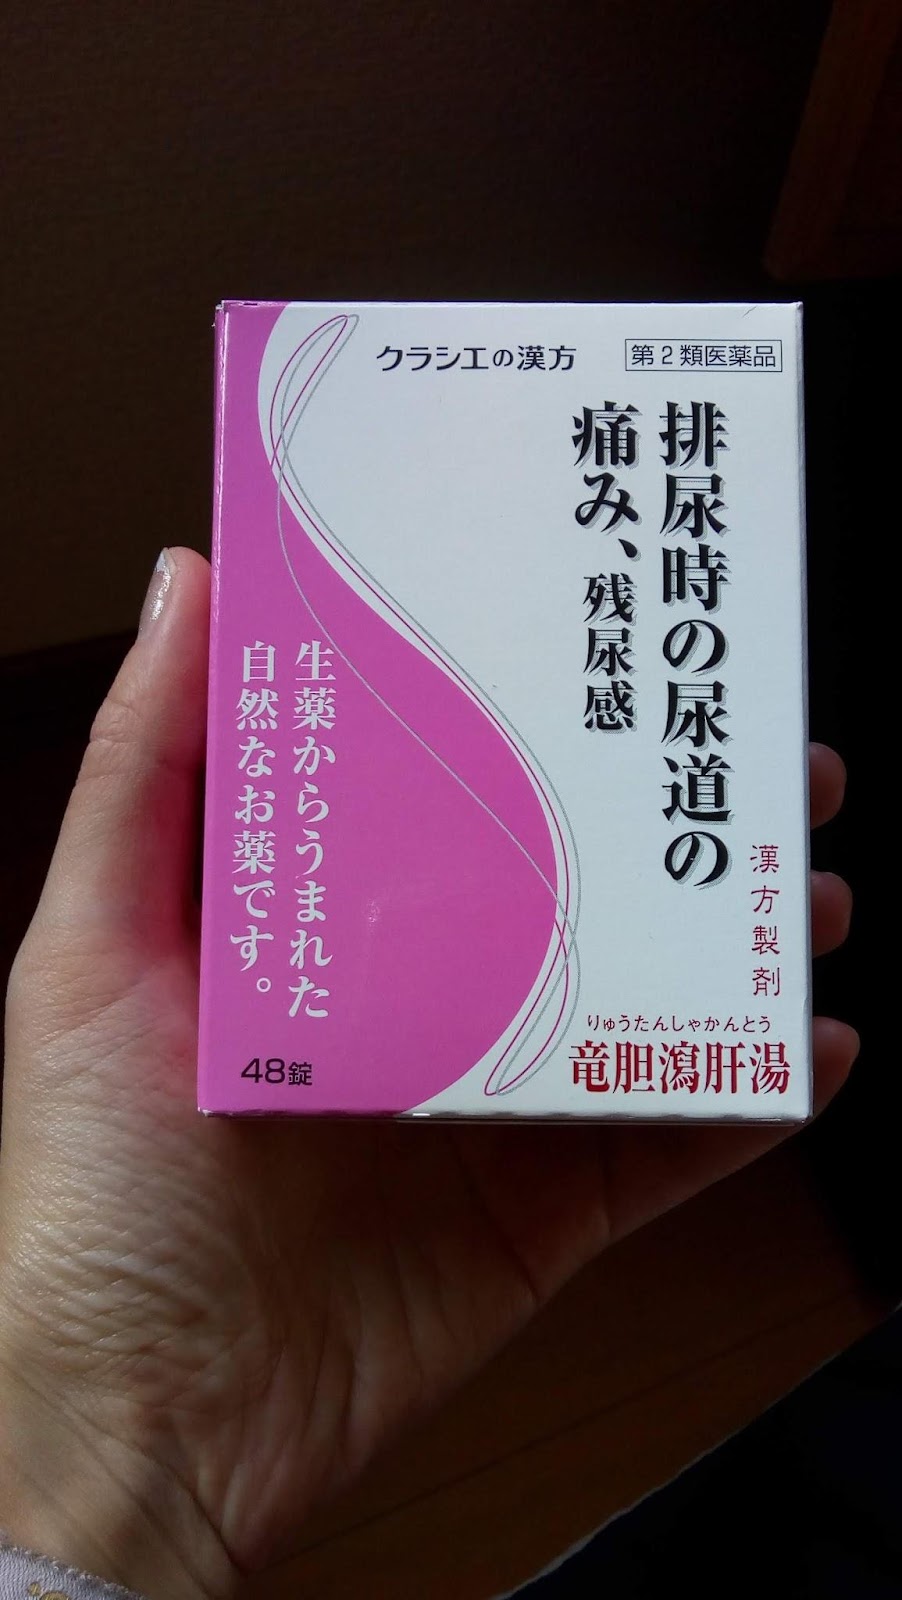 クラシエの漢方
第2類医薬品
排尿時の尿道の
痛み、残尿感
漢方製剤
りゅうたんしゃかんとう
竜胆瀉肝湯
生薬からうまれた
自然なお薬です。
48錠